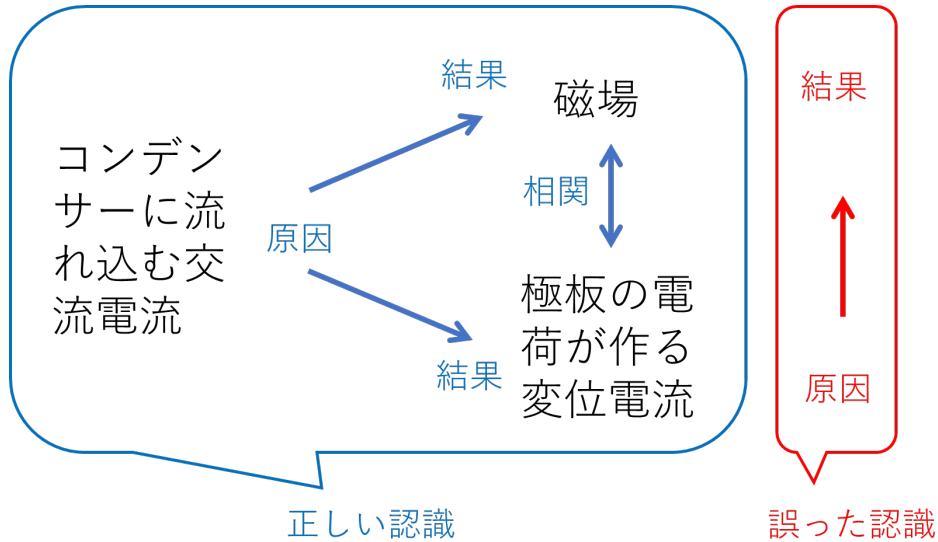 結果
磁場
コンデン
サーに流
れ込む交
流電流
原因
相関
結果
極板の電
荷が作る
変位電流
正しい認識
結果
原因
誤った認識